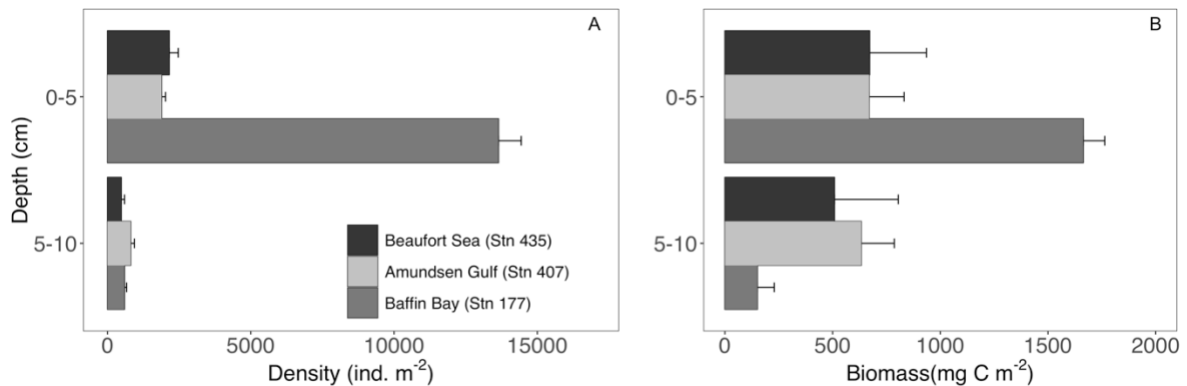 A
B
Depth (cm)
0-5
5-10
0-5
5-10
Beaufort Sea (Stn 435)
Amundsen Gulf (Stn 407)
Baffin Bay (Stn 177)
0 5000 10000 15000
0 500 1000 1500 2000
Density (ind. m⁻²)
Biomass(mg C m⁻²)